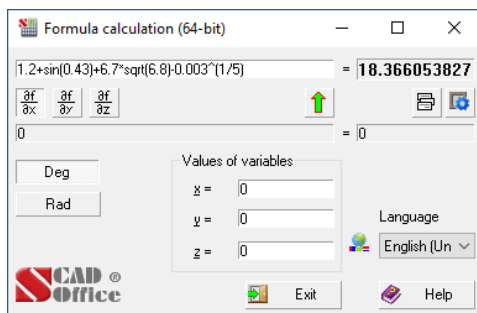 Formula calculation (64-bit)
1.2+sin(0.43)+6.7*sqrt(6.8)-0.003^(1/5) = 18.366053827
∂f/∂x ∂f/∂y ∂f/∂z
0 = 0
Deg
Rad
Values of variables
x = 0
y = 0
z = 0
Language
English (Un
SCAD ®
Office
Exit
Help